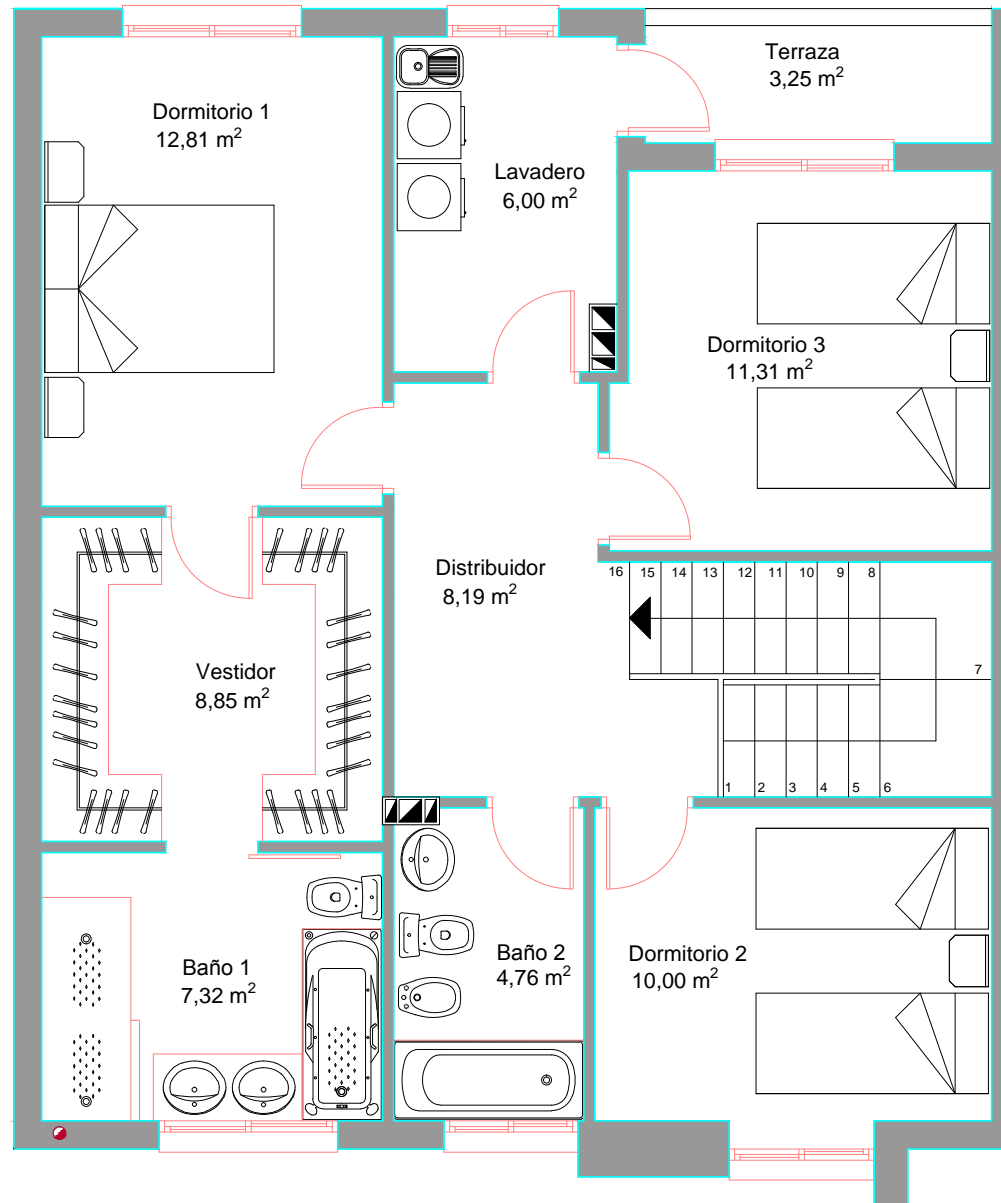 Terraza
3,25 m²
Dormitorio 1
12,81 m²
Lavadero
6,00 m²
Dormitorio 3
11,31 m²
Distribuidor
8,19 m²
16 15 14 13 12 11 10 9 8
7
1 2 3 4 5 6
Vestidor
8,85 m²
Baño 1
7,32 m²
Baño 2
4,76 m²
Dormitorio 2
10,00 m²